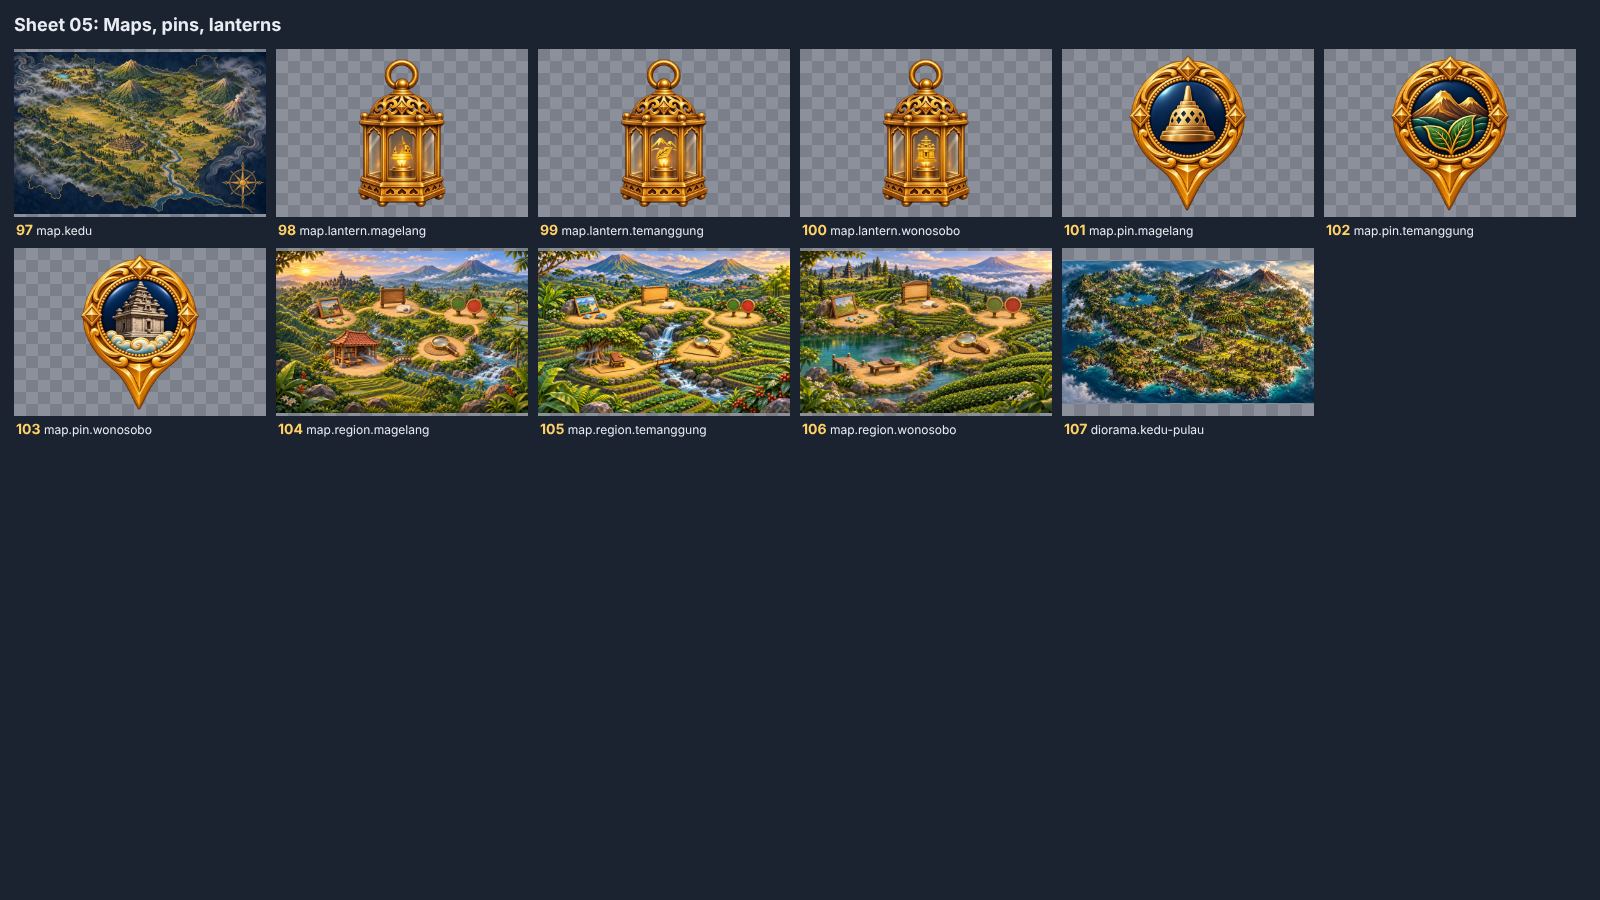 Sheet 05: Maps, pins, lanterns
97 map.kedu
98 map.lantern.magelang
99 map.lantern.temanggung
100 map.lantern.wonosobo
101 map.pin.magelang
102 map.pin.temanggung
103 map.pin.wonosobo
104 map.region.magelang
105 map.region.temanggung
106 map.region.wonosobo
107 diorama.kedu-pulau